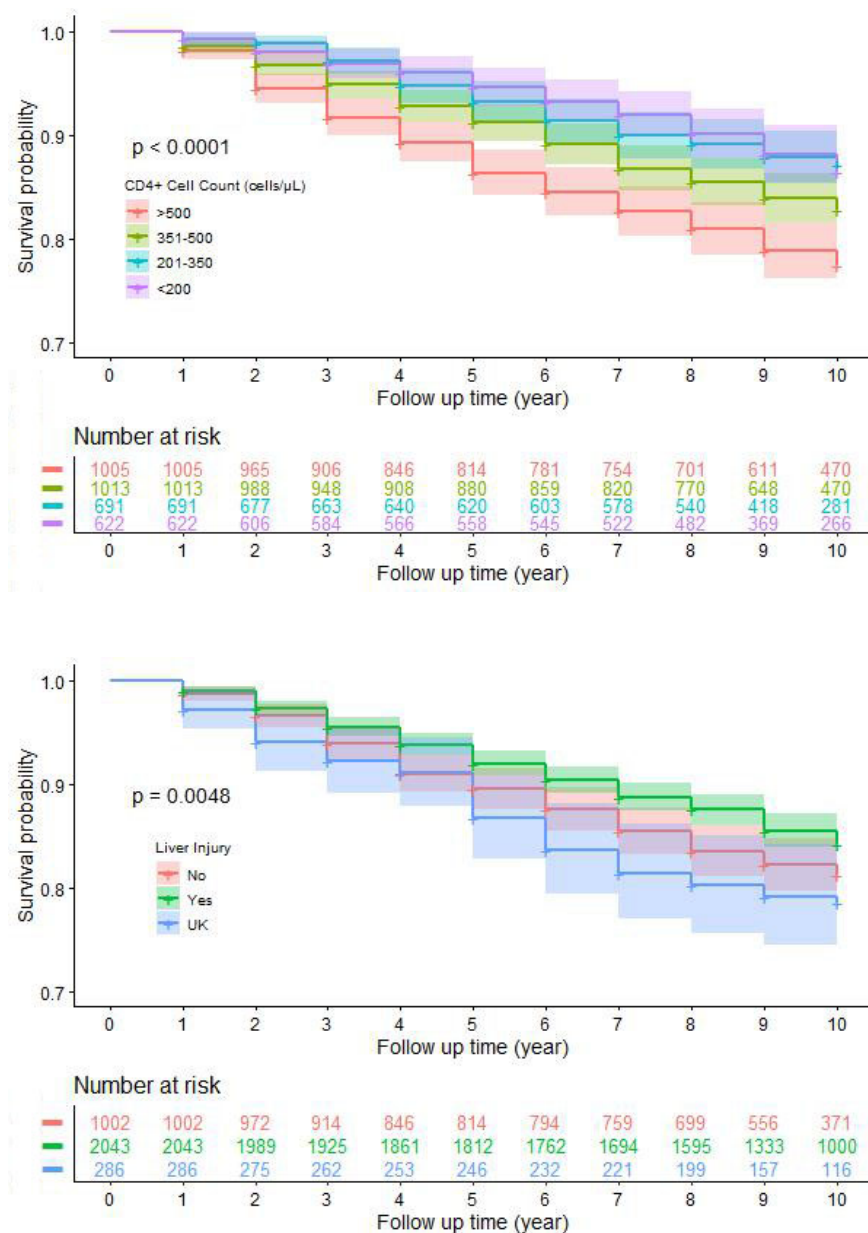 1.0
0.9
0.8
0.7
Survival probability
p < 0.0001
CD4+ Cell Count (cells/µL)
>500
351-500
201-350
<200
0 1 2 3 4 5 6 7 8 9 10
Follow up time (year)
Number at risk
1005 1005 965 906 846 814 781 754 701 611 470
1013 1013 988 948 908 880 859 820 770 648 470
691 691 677 663 640 620 603 578 540 418 281
622 622 606 584 566 558 545 522 482 369 266
0 1 2 3 4 5 6 7 8 9 10
Follow up time (year)
1.0
0.9
0.8
0.7
Survival probability
p = 0.0048
Liver Injury
No
Yes
UK
0 1 2 3 4 5 6 7 8 9 10
Follow up time (year)
Number at risk
1002 1002 972 914 846 814 794 759 699 556 371
2043 2043 1989 1925 1861 1812 1762 1694 1595 1333 1000
286 286 275 262 253 246 232 221 199 157 116
0 1 2 3 4 5 6 7 8 9 10
Follow up time (year)